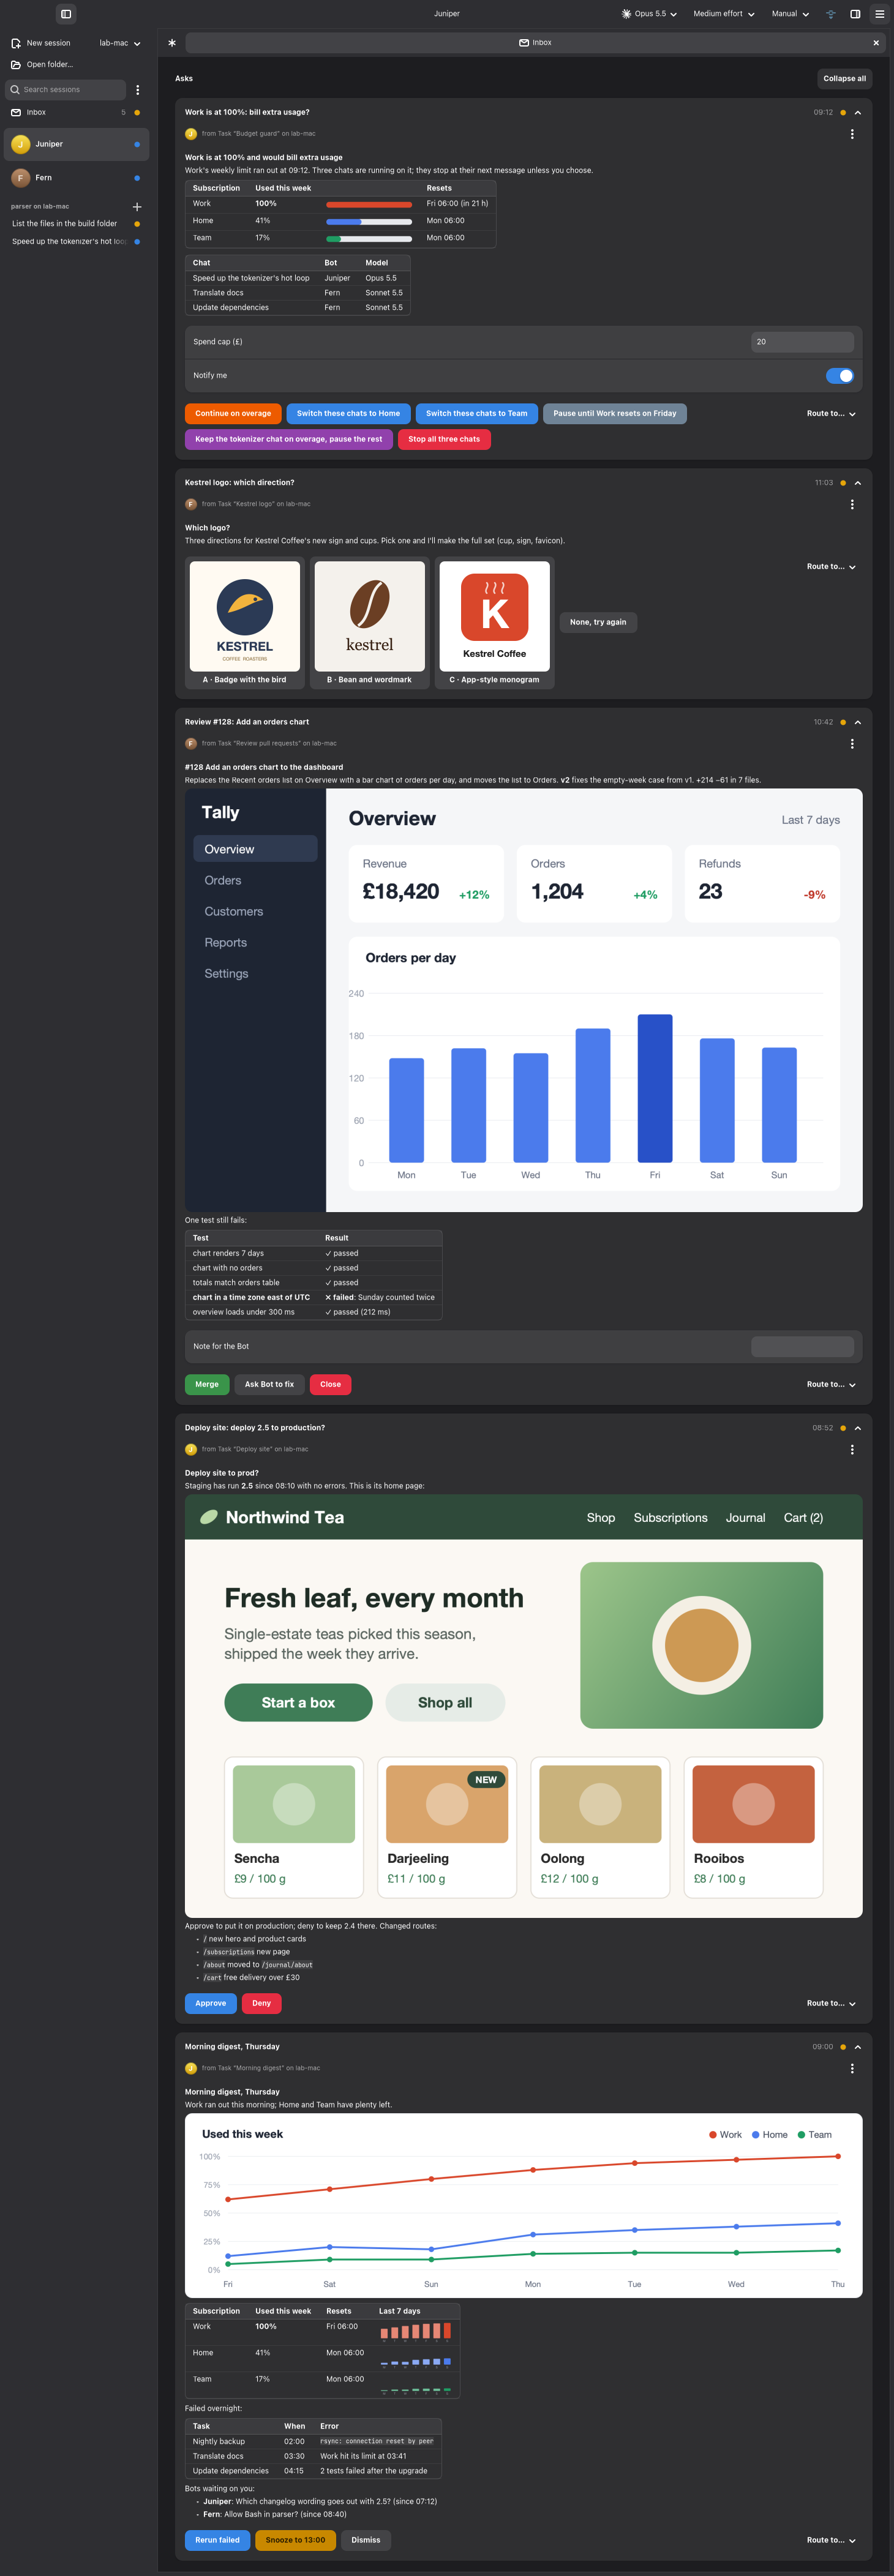 Juniper
Opus 5.5
Medium effort
Manual
New session
lab-mac
Open folder...
Search sessions
Inbox
5
J
Juniper
F
Fern
parser on lab-mac
List the files in the build folder
Speed up the tokenizer's hot loop
Inbox
Asks
Collapse all
Work is at 100%: bill extra usage?
09:12
J
from Task "Budget guard" on lab-mac
Work is at 100% and would bill extra usage
Work's weekly limit ran out at 09:12. Three chats are running on it; they stop at their next message unless you choose.
Subscription Used this week Resets
Work 100% Fri 06:00 (in 21 h)
Home 41% Mon 06:00
Team 17% Mon 06:00
Chat Bot Model
Speed up the tokenizer's hot loop Juniper Opus 5.5
Translate docs Fern Sonnet 5.5
Update dependencies Fern Sonnet 5.5
Spend cap (£)
20
Notify me
Continue on overage
Switch these chats to Home
Switch these chats to Team
Pause until Work resets on Friday
Route to...
Keep the tokenizer chat on overage, pause the rest
Stop all three chats
Kestrel logo: which direction?
11:03
F
from Task "Kestrel logo" on lab-mac
Which logo?
Three directions for Kestrel Coffee's new sign and cups. Pick one and I'll make the full set (cup, sign, favicon).
Route to...
KESTREL
COFFEE ROASTERS
A · Badge with the bird
kestrel
B · Bean and wordmark
K
Kestrel Coffee
C · App-style monogram
None, try again
Review #128: Add an orders chart
10:42
F
from Task "Review pull requests" on lab-mac
#128 Add an orders chart to the dashboard
Replaces the Recent orders list on Overview with a bar chart of orders per day, and moves the list to Orders. v2 fixes the empty-week case from v1. +214 −61 in 7 files.
Tally
Overview
Orders
Customers
Reports
Settings
Overview
Last 7 days
Revenue
£18,420 +12%
Orders
1,204 +4%
Refunds
23 -9%
Orders per day
240
180
120
60
0
Mon Tue Wed Thu Fri Sat Sun
One test still fails:
Test Result
chart renders 7 days ✓ passed
chart with no orders ✓ passed
totals match orders table ✓ passed
chart in a time zone east of UTC ✗ failed: Sunday counted twice
overview loads under 300 ms ✓ passed (212 ms)
Note for the Bot
Merge
Ask Bot to fix
Close
Route to...
Deploy site: deploy 2.5 to production?
08:52
J
from Task "Deploy site" on lab-mac
Deploy site to prod?
Staging has run 2.5 since 08:10 with no errors. This is its home page:
Northwind Tea
Shop Subscriptions Journal Cart (2)
Fresh leaf, every month
Single-estate teas picked this season,
shipped the week they arrive.
Start a box
Shop all
NEW
Sencha
£9 / 100 g
Darjeeling
£11 / 100 g
Oolong
£12 / 100 g
Rooibos
£8 / 100 g
Approve to put it on production; deny to keep 2.4 there. Changed routes:
- / new hero and product cards
- /subscriptions new page
- /about moved to /journal/about
- /cart free delivery over £30
Approve
Deny
Route to...
Morning digest, Thursday
09:00
J
from Task "Morning digest" on lab-mac
Morning digest, Thursday
Work ran out this morning; Home and Team have plenty left.
Used this week
Work Home Team
100%
75%
50%
25%
0%
Fri Sat Sun Mon Tue Wed Thu
Subscription Used this week Resets Last 7 days
Work 100% Fri 06:00
Home 41% Mon 06:00
Team 17% Mon 06:00
Failed overnight:
Task When Error
Nightly backup 02:00 rsync: connection reset by peer
Translate docs 03:30 Work hit its limit at 03:41
Update dependencies 04:15 2 tests failed after the upgrade
Bots waiting on you:
- Juniper: Which changelog wording goes out with 2.5? (since 07:12)
- Fern: Allow Bash in parser? (since 08:40)
Rerun failed
Snooze to 13:00
Dismiss
Route to...